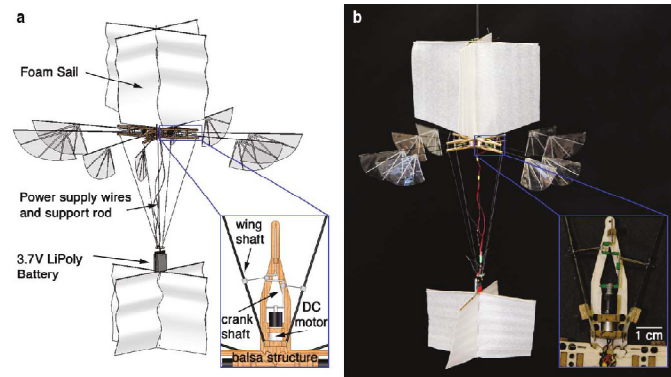 a
Foam Sail
Power supply wires
and support rod
3.7V LiPoly
Battery
wing
shaft
crank
shaft
DC
motor
balsa structure
b
1 cm